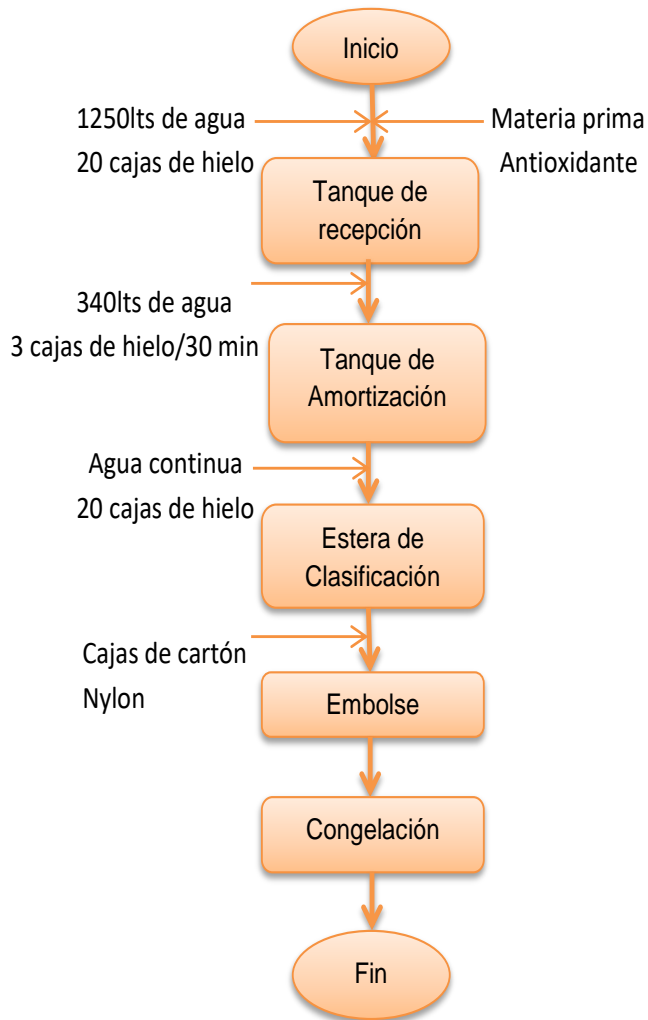 Inicio
1250lts de agua
20 cajas de hielo
Materia prima
Antioxidante
Tanque de
recepción
340lts de agua
3 cajas de hielo/30 min
Tanque de
Amortización
Agua continua
20 cajas de hielo
Estera de
Clasificación
Cajas de cartón
Nylon
Embolse
Congelación
Fin